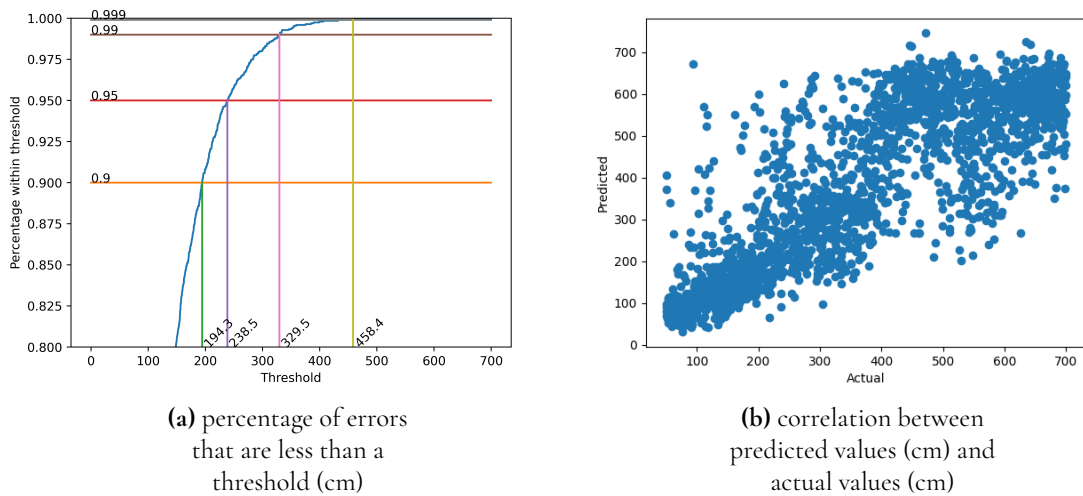 1.000
0.975
0.950
0.925
0.900
0.875
0.850
0.825
0.800
Percentage within threshold
0.999
0.99
0.95
0.9
194.3
238.5
329.5
458.4
0 100 200 300 400 500 600 700
Threshold
700
600
500
400
300
200
100
0
Predicted
100 200 300 400 500 600 700
Actual
(a) percentage of errors
that are less than a
threshold (cm)
(b) correlation between
predicted values (cm) and
actual values (cm)